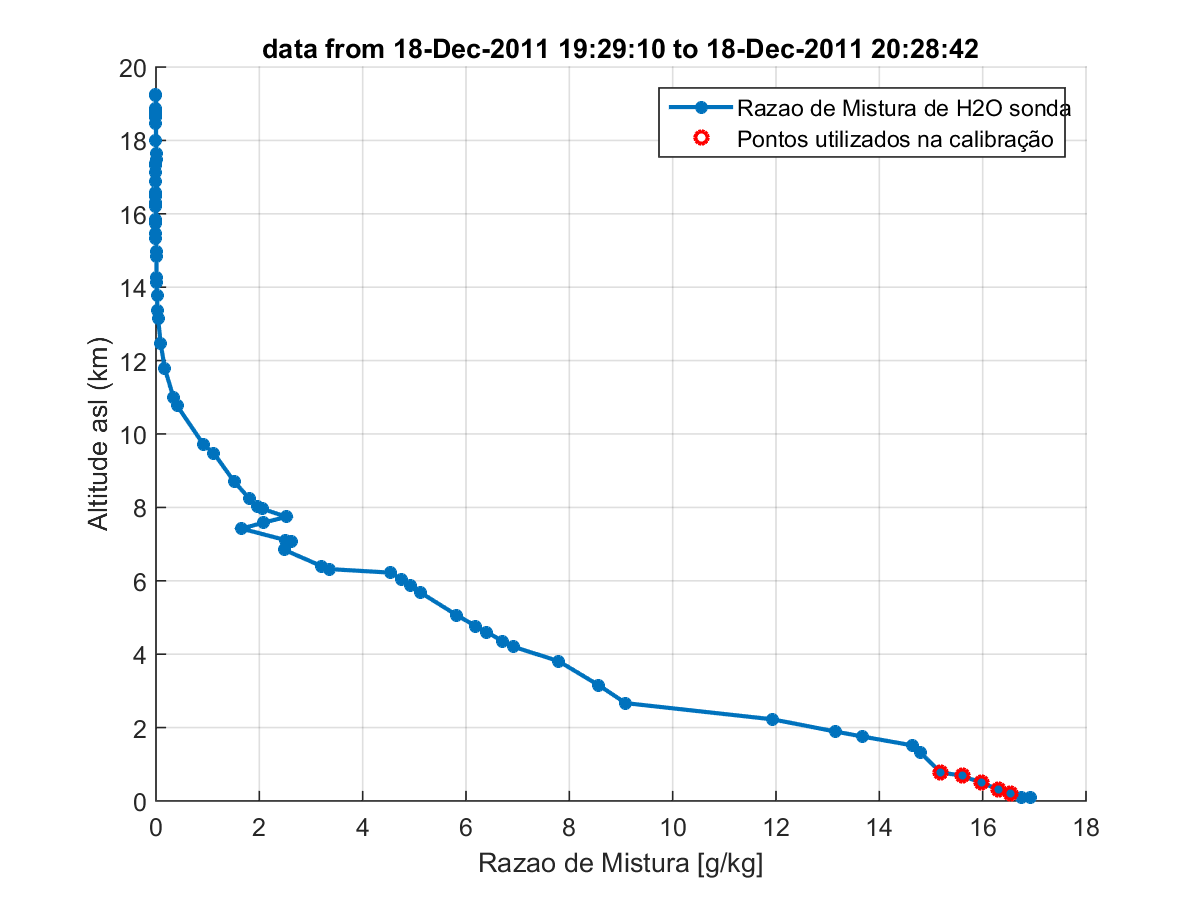 data from 18-Dec-2011 19:29:10 to 18-Dec-2011 20:28:42
Razao de Mistura de H2O sonda
Pontos utilizados na calibração
20
18
16
14
12
10
8
6
4
2
0
Altitude asl (km)
0 2 4 6 8 10 12 14 16 18
Razao de Mistura [g/kg]